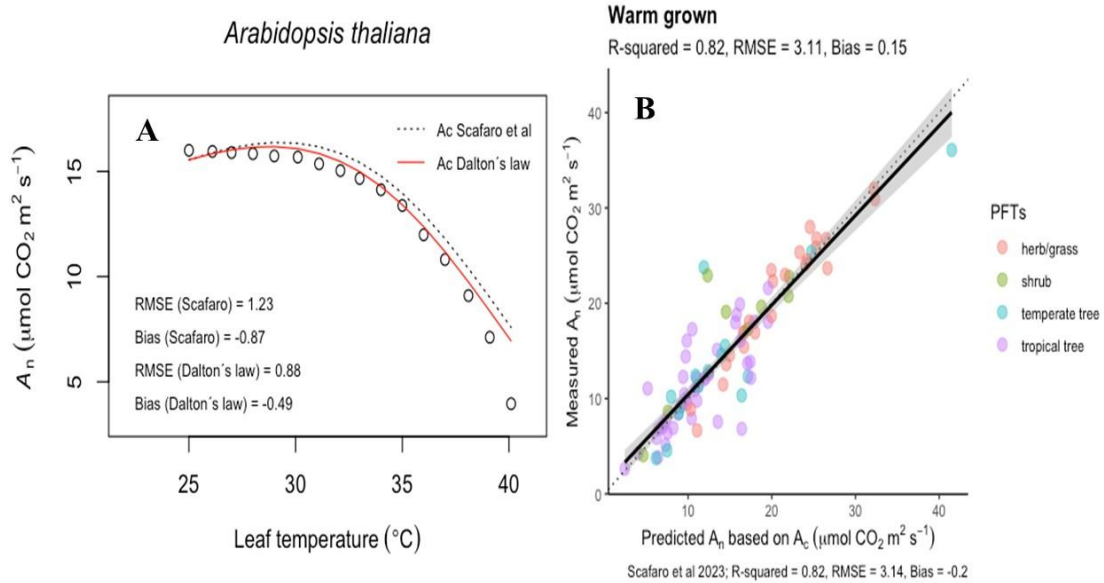 Arabidopsis thaliana
A
Ac Scafaro et al
Ac Dalton´s law
RMSE (Scafaro) = 1.23
Bias (Scafaro) = -0.87
RMSE (Dalton´s law) = 0.88
Bias (Dalton´s law) = -0.49
15
10
5
Aₙ (μmol CO₂ m² s⁻¹)
25 30 35 40
Leaf temperature (°C)
Warm grown
R-squared = 0.82, RMSE = 3.11, Bias = 0.15
B
40
30
20
10
0
Measured Aₙ (μmol CO₂ m² s⁻¹)
10 20 30 40
Predicted Aₙ based on A꜀ (μmol CO₂ m² s⁻¹)
PFTs
herb/grass
shrub
temperate tree
tropical tree
Scafaro et al 2023; R-squared = 0.82, RMSE = 3.14, Bias = -0.2